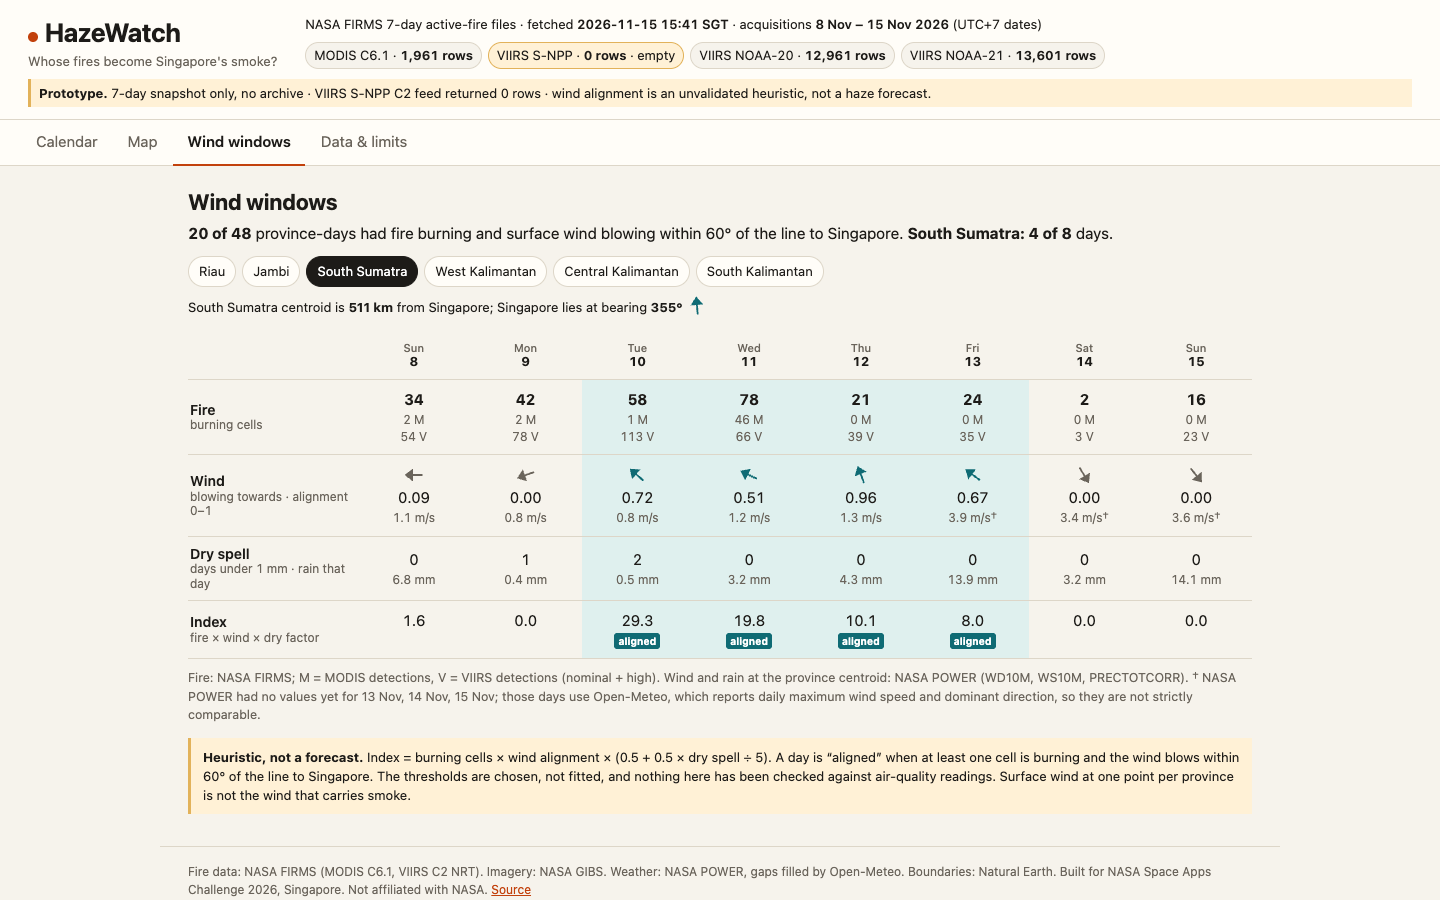 HazeWatch
Whose fires become Singapore's smoke?
NASA FIRMS 7-day active-fire files · fetched 2026-11-15 15:41 SGT · acquisitions 8 Nov – 15 Nov 2026 (UTC+7 dates)
MODIS C6.1 · 1,961 rows
VIIRS S-NPP · 0 rows · empty
VIIRS NOAA-20 · 12,961 rows
VIIRS NOAA-21 · 13,601 rows
Prototype. 7-day snapshot only, no archive · VIIRS S-NPP C2 feed returned 0 rows · wind alignment is an unvalidated heuristic, not a haze forecast.
Calendar Map Wind windows Data & limits
Wind windows
20 of 48 province-days had fire burning and surface wind blowing within 60° of the line to Singapore. South Sumatra: 4 of 8 days.
Riau Jambi South Sumatra West Kalimantan Central Kalimantan South Kalimantan
South Sumatra centroid is 511 km from Singapore; Singapore lies at bearing 355°
Sun Mon Tue Wed Thu Fri Sat Sun
8 9 10 11 12 13 14 15
Fire
burning cells
34 42 58 78 21 24 2 16
2 M 2 M 1 M 46 M 0 M 0 M 0 M 0 M
54 V 78 V 113 V 66 V 39 V 35 V 3 V 23 V
Wind
blowing towards · alignment
0–1
0.09 0.00 0.72 0.51 0.96 0.67 0.00 0.00
1.1 m/s 0.8 m/s 0.8 m/s 1.2 m/s 1.3 m/s 3.9 m/s† 3.4 m/s† 3.6 m/s†
Dry spell
days under 1 mm · rain that
day
0 1 2 0 0 0 0 0
6.8 mm 0.4 mm 0.5 mm 3.2 mm 4.3 mm 13.9 mm 3.2 mm 14.1 mm
Index
fire × wind × dry factor
1.6 0.0 29.3 19.8 10.1 8.0 0.0 0.0
aligned aligned aligned aligned
Fire: NASA FIRMS; M = MODIS detections, V = VIIRS detections (nominal + high). Wind and rain at the province centroid: NASA POWER (WD10M, WS10M, PRECTOTCORR). † NASA
POWER had no values yet for 13 Nov, 14 Nov, 15 Nov; those days use Open-Meteo, which reports daily maximum wind speed and dominant direction, so they are not strictly
comparable.
Heuristic, not a forecast. Index = burning cells × wind alignment × (0.5 + 0.5 × dry spell ÷ 5). A day is “aligned” when at least one cell is burning and the wind blows within
60° of the line to Singapore. The thresholds are chosen, not fitted, and nothing here has been checked against air-quality readings. Surface wind at one point per province
is not the wind that carries smoke.
Fire data: NASA FIRMS (MODIS C6.1, VIIRS C2 NRT). Imagery: NASA GIBS. Weather: NASA POWER, gaps filled by Open-Meteo. Boundaries: Natural Earth. Built for NASA Space Apps
Challenge 2026, Singapore. Not affiliated with NASA. Source